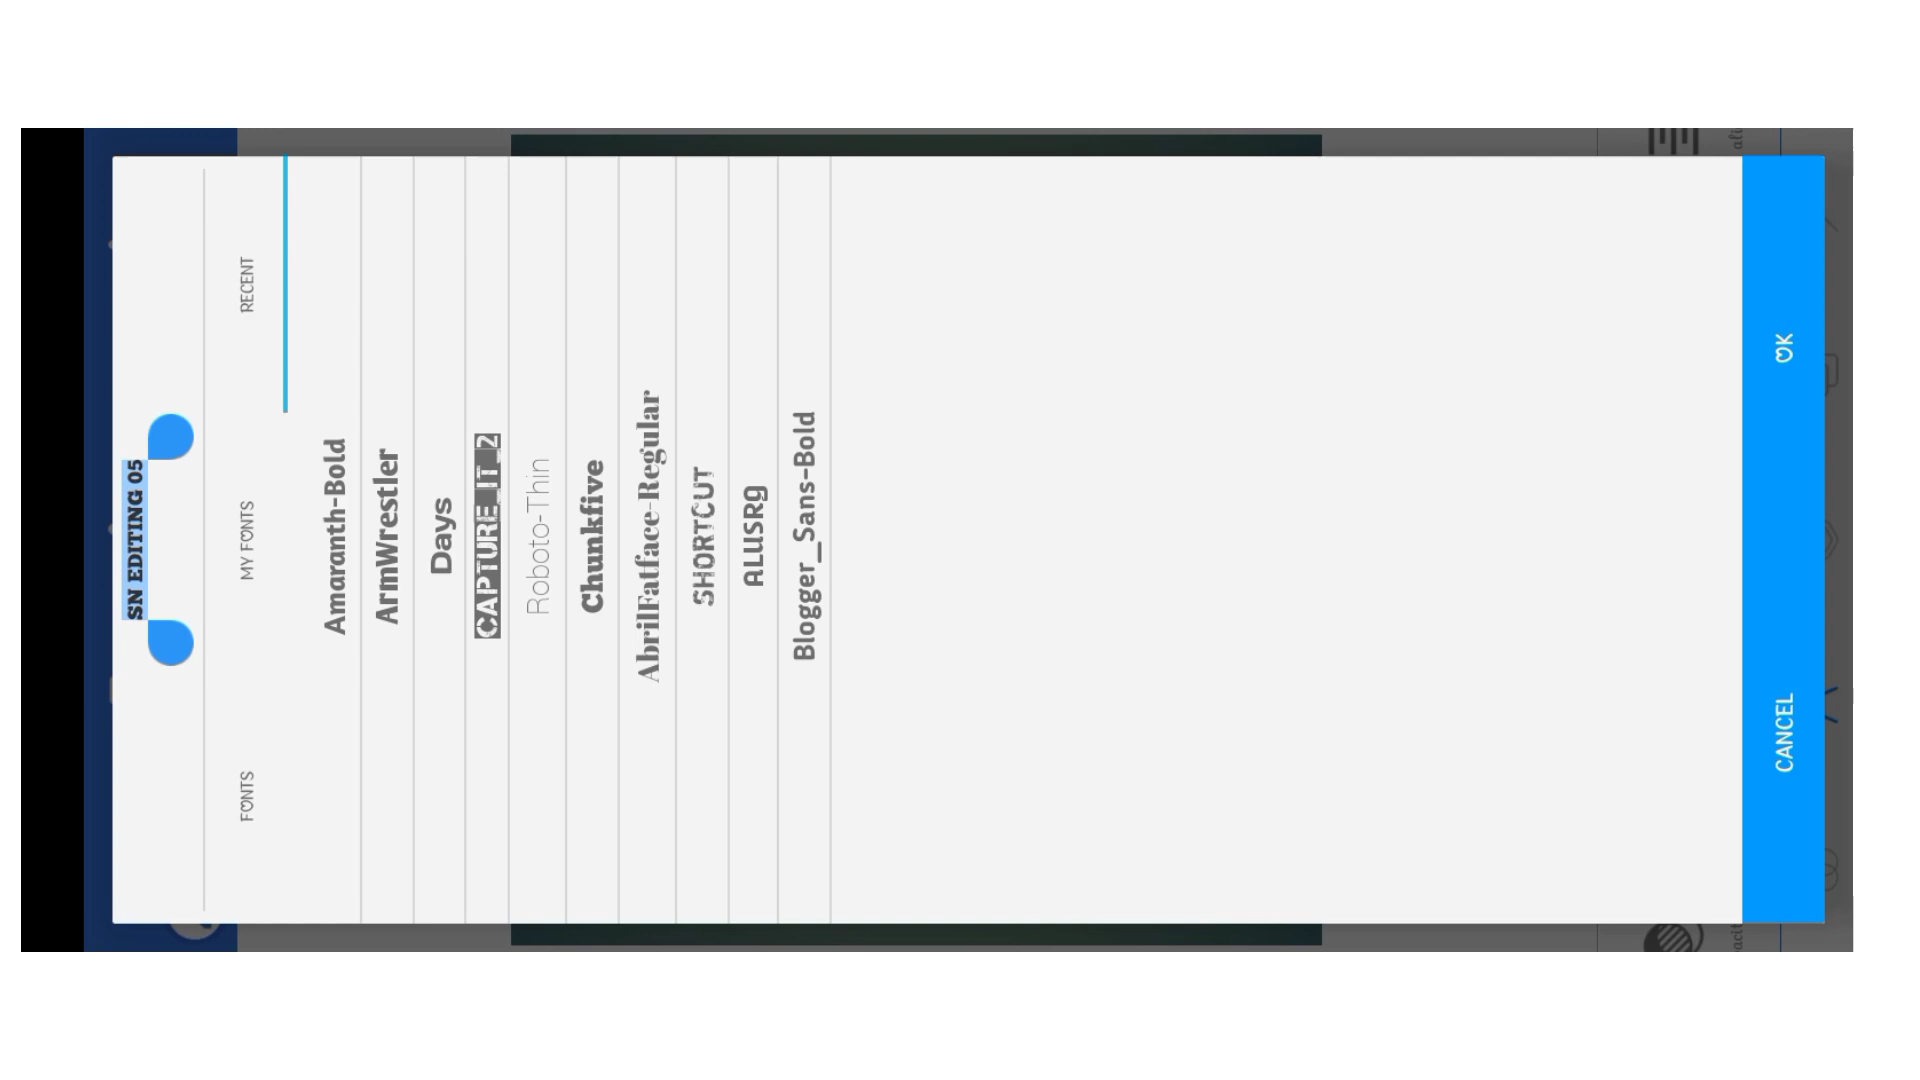 SN EDITING 05
FONTS MY FONTS RECENT
Amaranth-Bold
ArmWrestler
Days
CAPTURE_IT_2
Roboto-Thin
Chunkfive
AbrilFatface-Regular
SHORTCUT
ALUSRg
Blogger_Sans-Bold
CANCEL OK